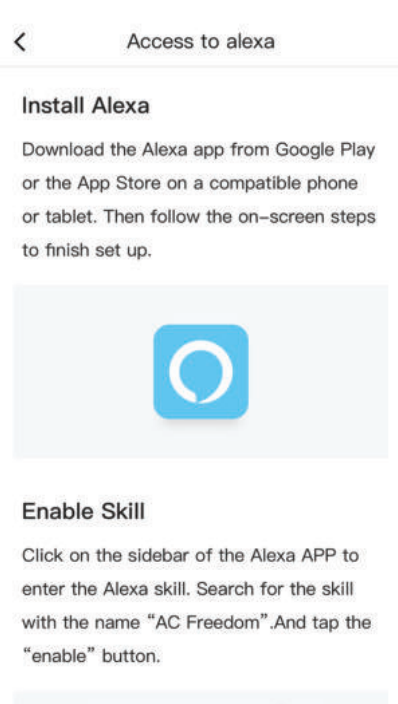 Access to alexa
Install Alexa
Download the Alexa app from Google Play
or the App Store on a compatible phone
or tablet. Then follow the on-screen steps
to finish set up.
Enable Skill
Click on the sidebar of the Alexa APP to
enter the Alexa skill. Search for the skill
with the name “AC Freedom”.And tap the
“enable” button.